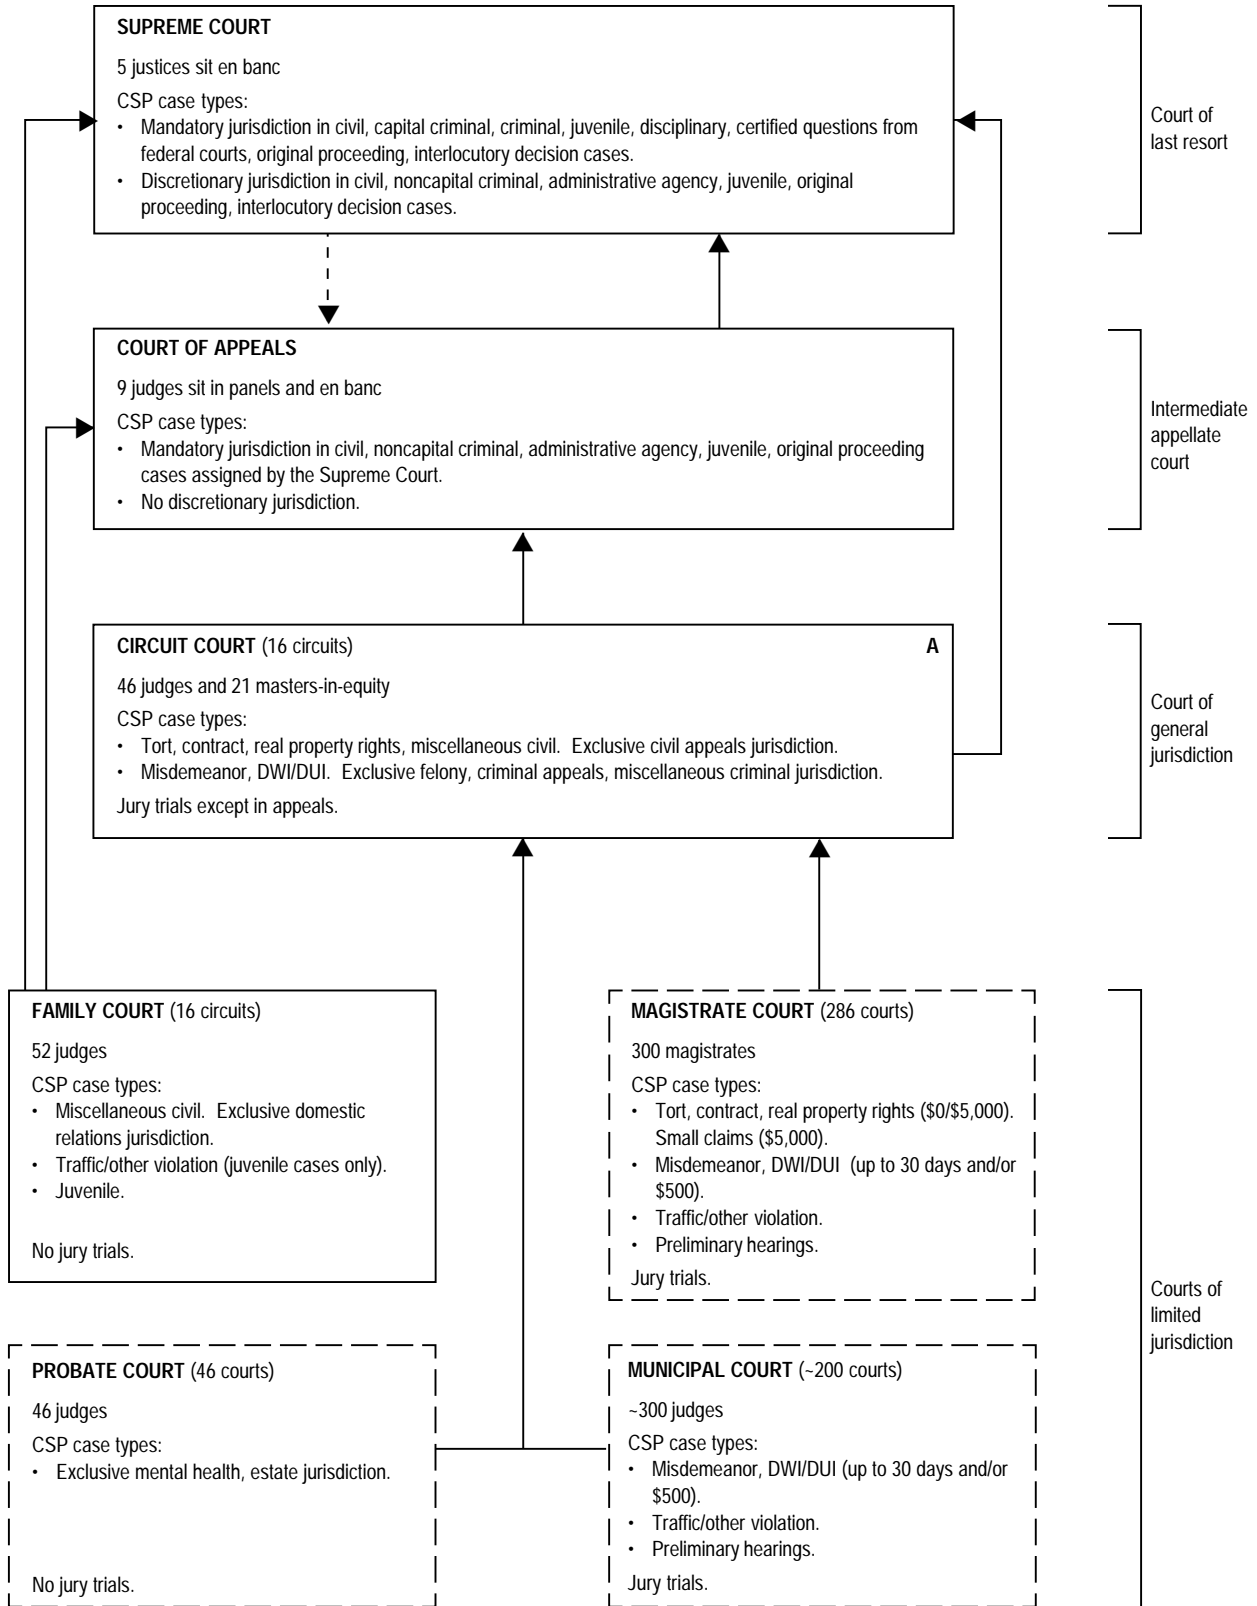 SUPREME COURT
5 justices sit en banc
CSP case types:
• Mandatory jurisdiction in civil, capital criminal, criminal, juvenile, disciplinary, certified questions from
federal courts, original proceeding, interlocutory decision cases.
• Discretionary jurisdiction in civil, noncapital criminal, administrative agency, juvenile, original
proceeding, interlocutory decision cases.
Court of
last resort
COURT OF APPEALS
9 judges sit in panels and en banc
CSP case types:
• Mandatory jurisdiction in civil, noncapital criminal, administrative agency, juvenile, original proceeding
cases assigned by the Supreme Court.
• No discretionary jurisdiction.
Intermediate
appellate
court
CIRCUIT COURT (16 circuits) A
46 judges and 21 masters-in-equity
CSP case types:
• Tort, contract, real property rights, miscellaneous civil. Exclusive civil appeals jurisdiction.
• Misdemeanor, DWI/DUI. Exclusive felony, criminal appeals, miscellaneous criminal jurisdiction.
Jury trials except in appeals.
Court of
general
jurisdiction
FAMILY COURT (16 circuits)
52 judges
CSP case types:
• Miscellaneous civil. Exclusive domestic
relations jurisdiction.
• Traffic/other violation (juvenile cases only).
• Juvenile.
No jury trials.
MAGISTRATE COURT (286 courts)
300 magistrates
CSP case types:
• Tort, contract, real property rights ($0/$5,000).
Small claims ($5,000).
• Misdemeanor, DWI/DUI (up to 30 days and/or
$500).
• Traffic/other violation.
• Preliminary hearings.
Jury trials.
PROBATE COURT (46 courts)
46 judges
CSP case types:
• Exclusive mental health, estate jurisdiction.
No jury trials.
MUNICIPAL COURT (~200 courts)
~300 judges
CSP case types:
• Misdemeanor, DWI/DUI (up to 30 days and/or
$500).
• Traffic/other violation.
• Preliminary hearings.
Jury trials.
Courts of
limited
jurisdiction